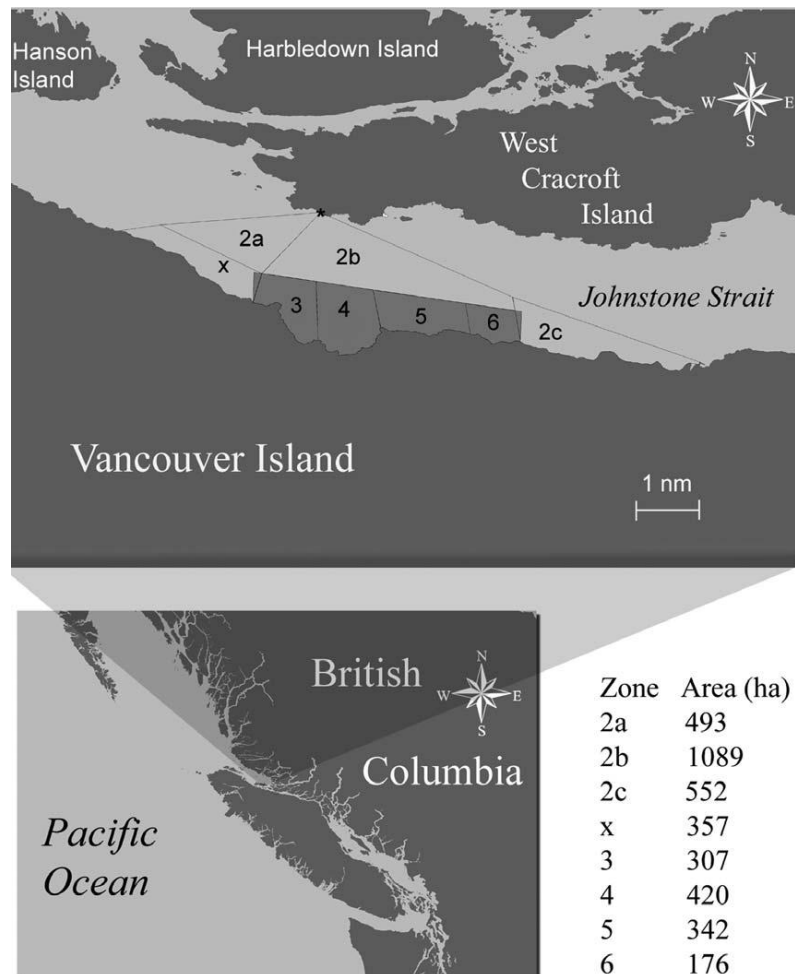 Hanson
Island
Harbledown Island
N
W E
S
West
Cracroft
Island
*
2a
2b
x
Johnstone Strait
3
4
5
6
2c
Vancouver Island
1 nm
British
N
W E
S
Columbia
Pacific
Ocean
Zone Area (ha)
2a 493
2b 1089
2c 552
x 357
3 307
4 420
5 342
6 176